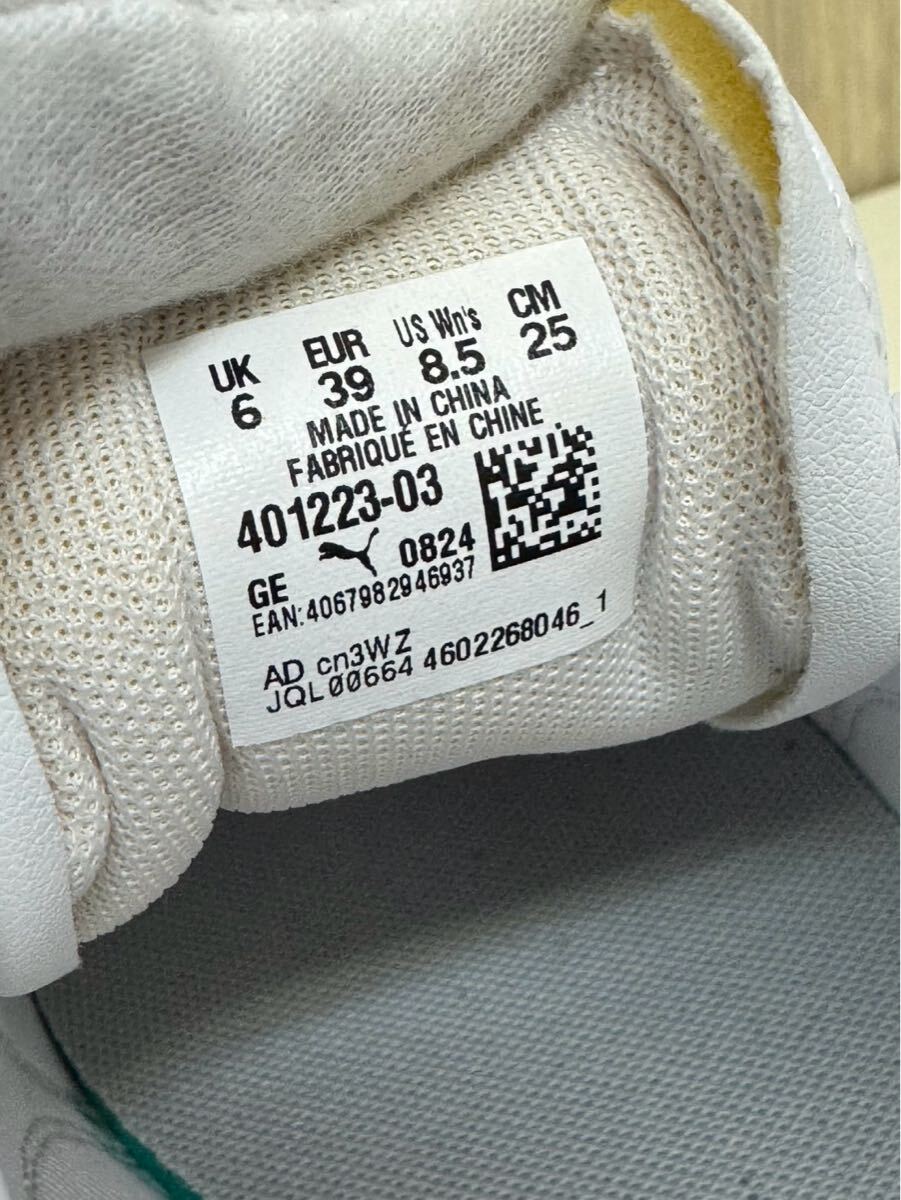 UK EUR US Wn's CM
6 39 8.5 25
MADE IN CHINA
FABRIQUÉ EN CHINE
401223-03
GE 0824
EAN:4067982946937
AD cn3WZ
JQL00664 4602268046_1